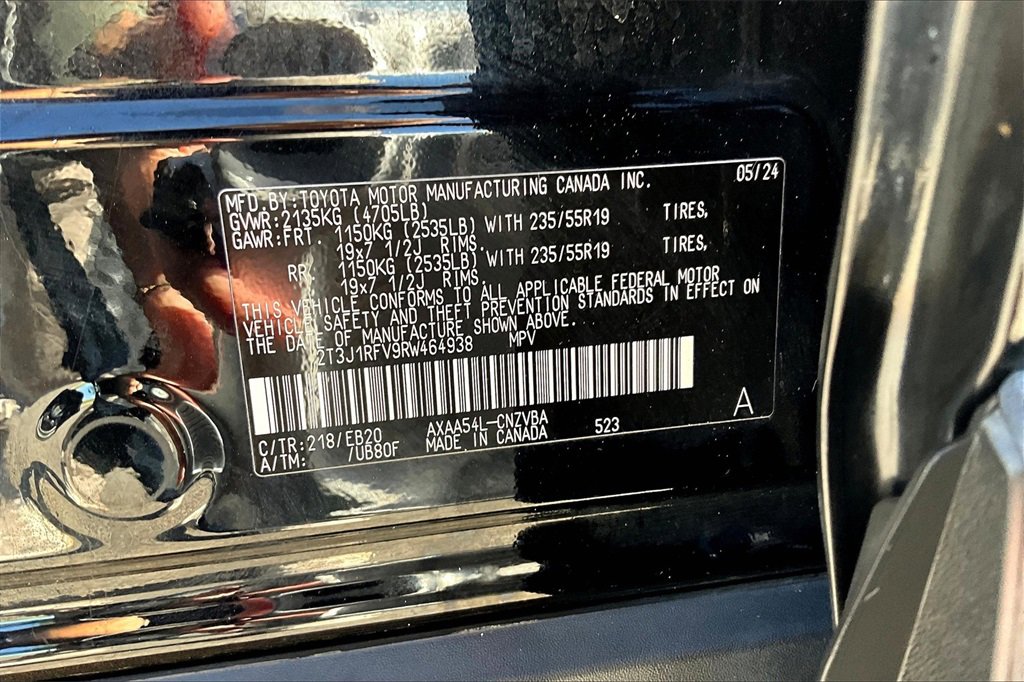 MFD.BY:TOYOTA MOTOR MANUFACTURING CANADA INC. 05/24
GVWR:2135KG (4705LB)
GAWR:FRT. 1150KG (2535LB) WITH 235/55R19 TIRES,
19x7 1/2J RIMS.
RR. 1150KG (2535LB) WITH 235/55R19 TIRES,
19x7 1/2J RIMS.
THIS VEHICLE CONFORMS TO ALL APPLICABLE FEDERAL MOTOR
VEHICLE SAFETY AND THEFT PREVENTION STANDARDS IN EFFECT ON
THE DATE OF MANUFACTURE SHOWN ABOVE.
2T3J1RFV9RW464938 MPV
C/TR:218/EB20 AXAA54L-CNZVBA 523 A
A/TM: /UB80F MADE IN CANADA